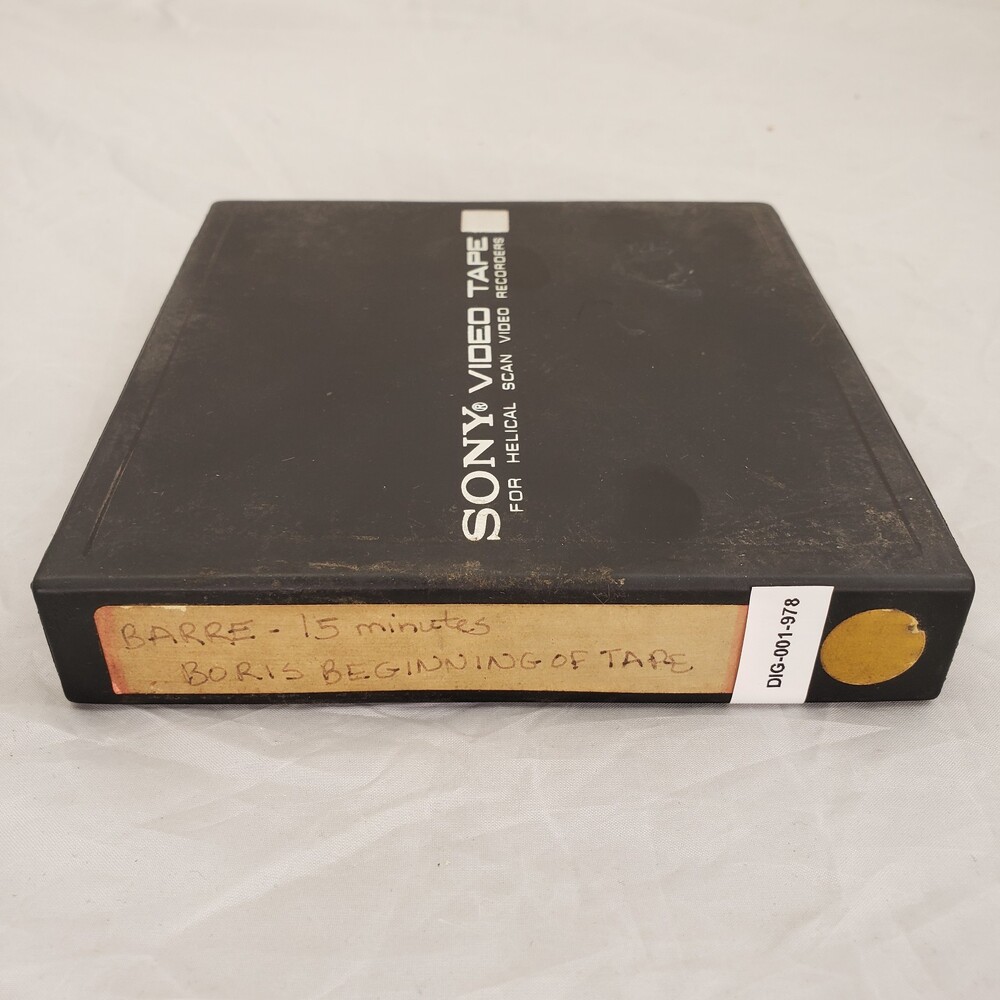 SONY® VIDEO TAPE
FOR HELICAL SCAN VIDEO RECORDERS
BARRE - 15 minutes
BORIS BEGINNING OF TAPE
DIG-001-978